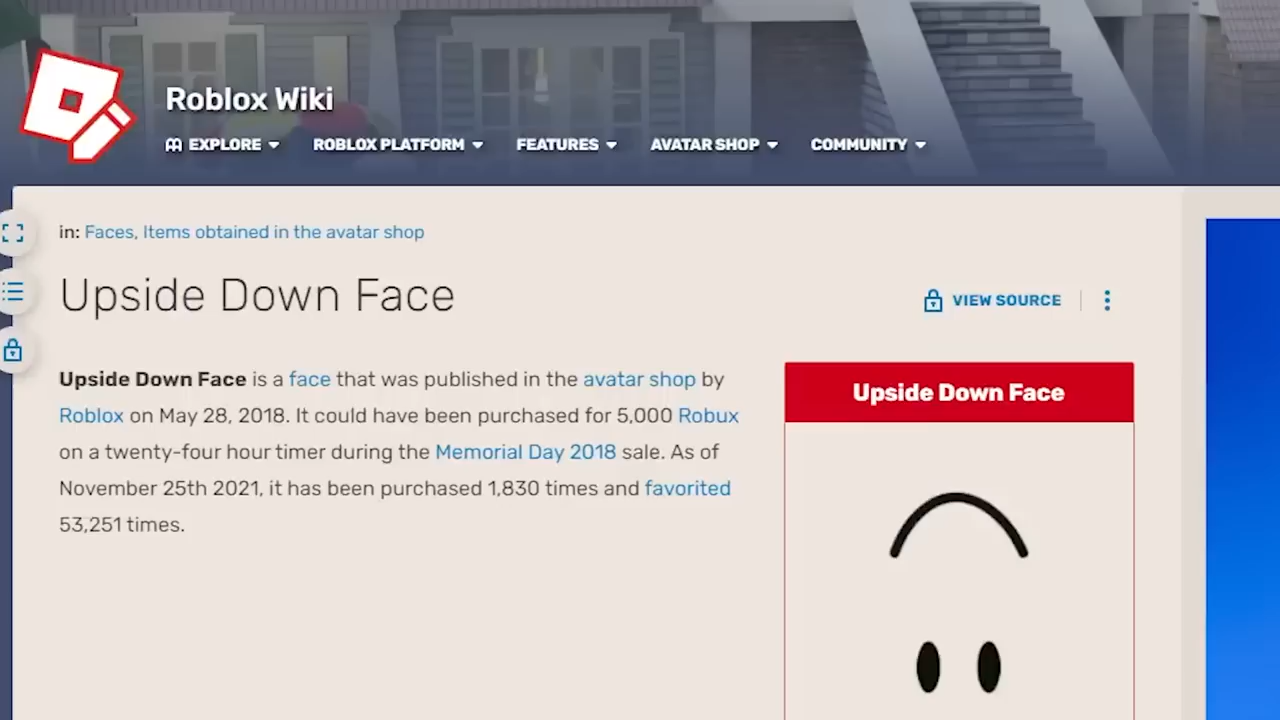 Roblox Wiki
EXPLORE ROBLOX PLATFORM FEATURES AVATAR SHOP COMMUNITY
in: Faces, Items obtained in the avatar shop
Upside Down Face
VIEW SOURCE
Upside Down Face is a face that was published in the avatar shop by
Roblox on May 28, 2018. It could have been purchased for 5,000 Robux
on a twenty-four hour timer during the Memorial Day 2018 sale. As of
November 25th 2021, it has been purchased 1,830 times and favorited
53,251 times.
Upside Down Face